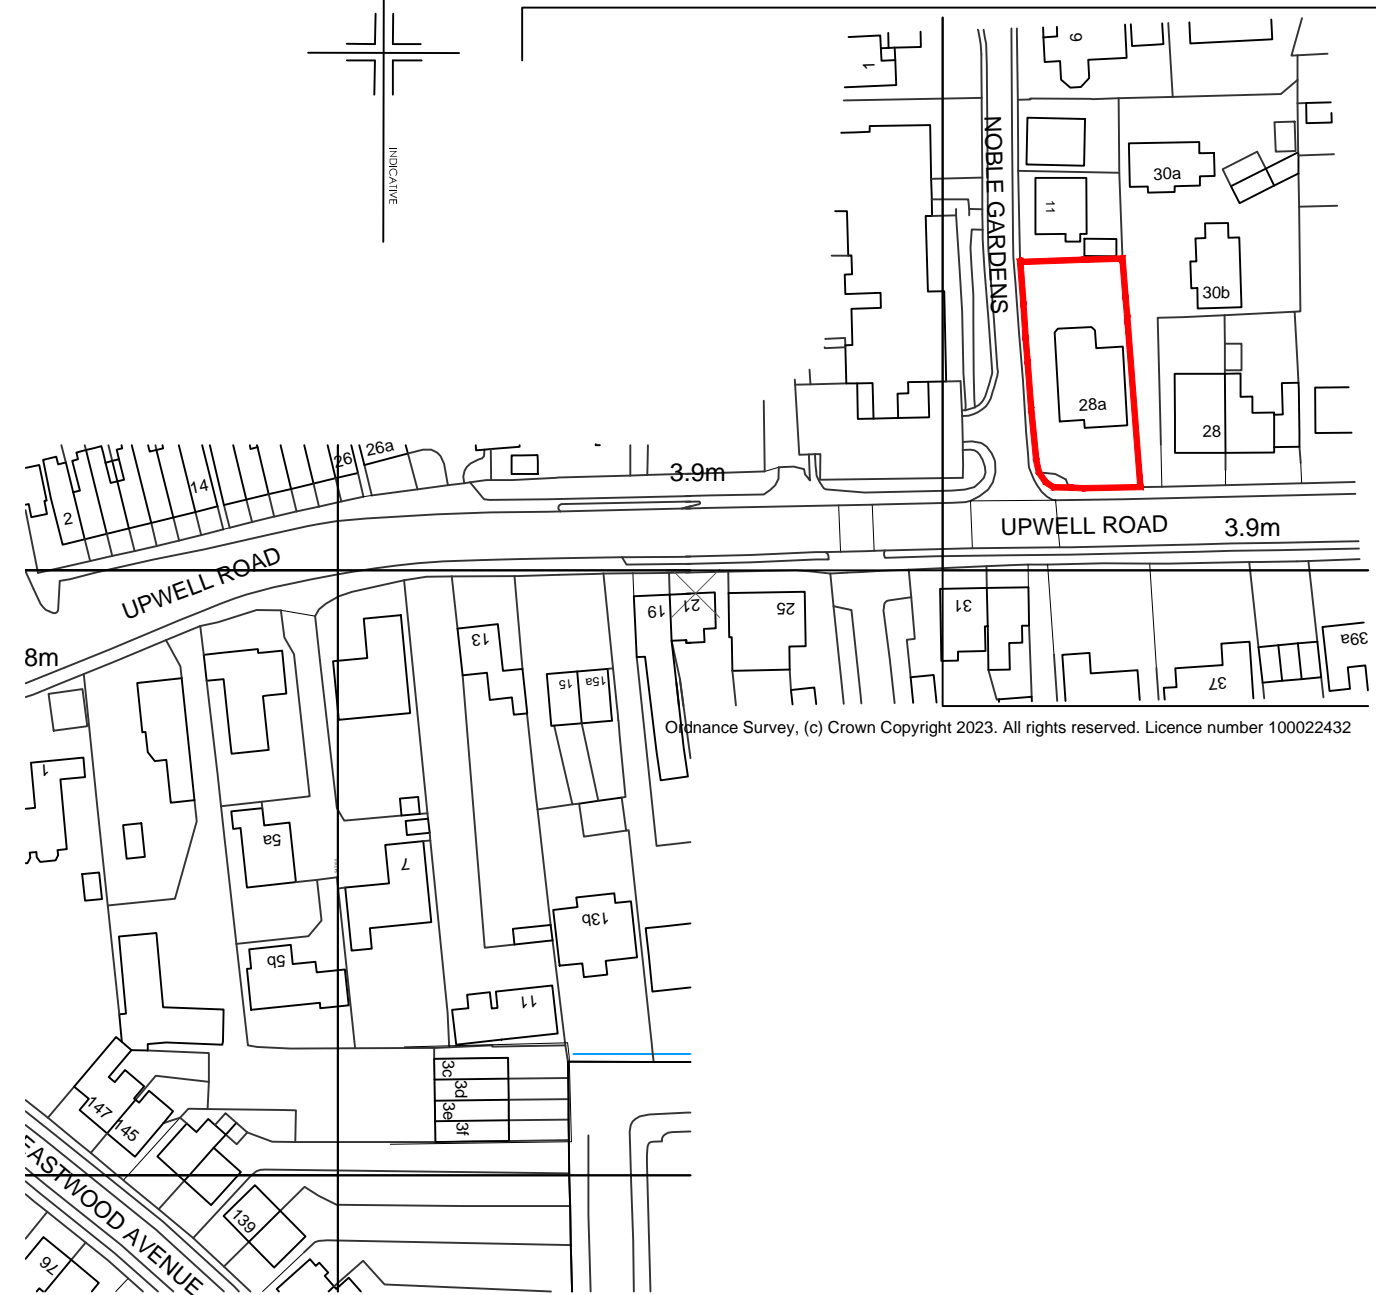 INDICATIVE
1
9
NOBLE GARDENS
30a
11
30b
28a
28
26a
26
14
2
3.9m
UPWELL ROAD
3.9m
UPWELL ROAD
8m
19
21
25
31
37
39a
13
15
15a
Ordnance Survey, (c) Crown Copyright 2023. All rights reserved. Licence number 100022432
1
5a
7
13b
5b
11
3c
3d
3e
3f
147
145
EASTWOOD AVENUE
139
76